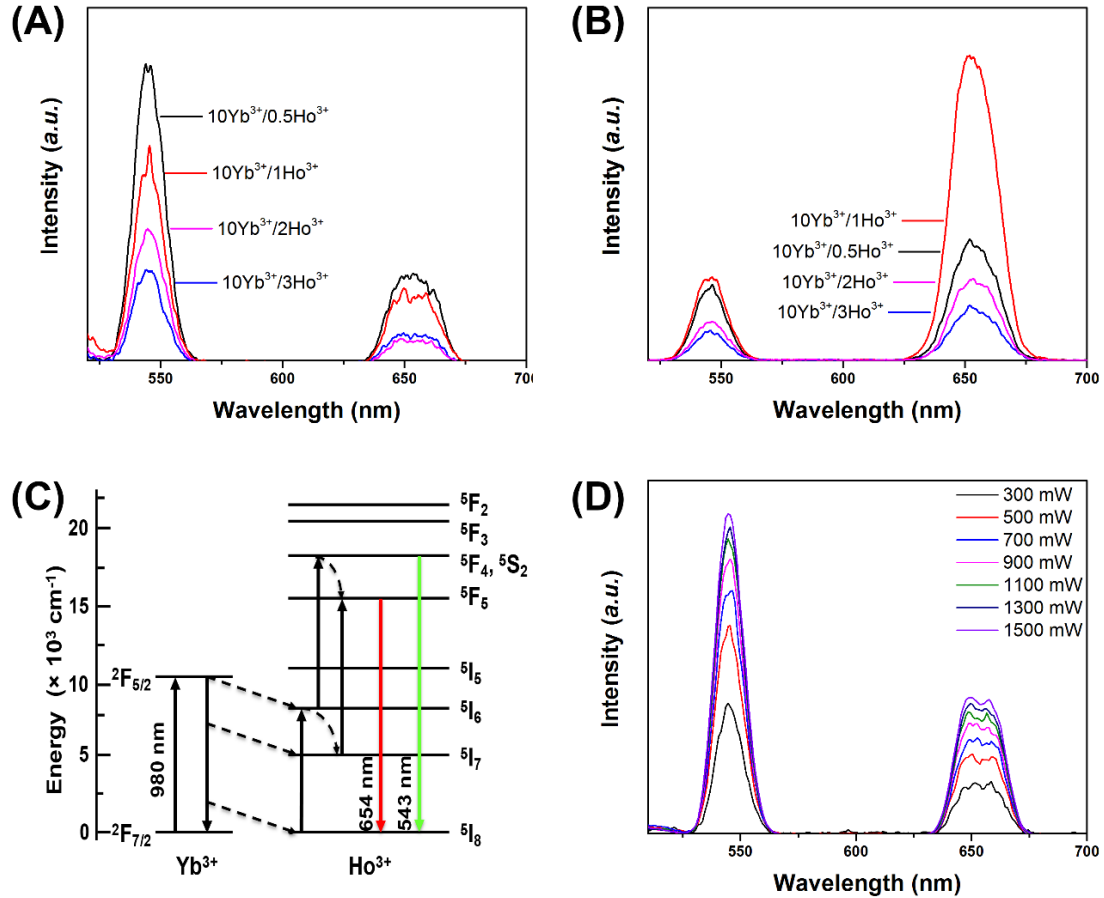 (A)
Intensity (a.u.)
10Yb³⁺/0.5Ho³⁺
10Yb³⁺/1Ho³⁺
10Yb³⁺/2Ho³⁺
10Yb³⁺/3Ho³⁺
550 600 650 700
Wavelength (nm)
(B)
Intensity (a.u.)
10Yb³⁺/1Ho³⁺
10Yb³⁺/0.5Ho³⁺
10Yb³⁺/2Ho³⁺
10Yb³⁺/3Ho³⁺
550 600 650 700
Wavelength (nm)
(C)
Energy (× 10³ cm⁻¹)
20
15
10
5
0
²F₅/₂
²F₇/₂
980 nm
Yb³⁺
⁵F₂
⁵F₃
⁵F₄, ⁵S₂
⁵F₅
⁵I₅
⁵I₆
⁵I₇
⁵I₈
654 nm
543 nm
Ho³⁺
(D)
Intensity (a.u.)
300 mW
500 mW
700 mW
900 mW
1100 mW
1300 mW
1500 mW
550 600 650 700
Wavelength (nm)